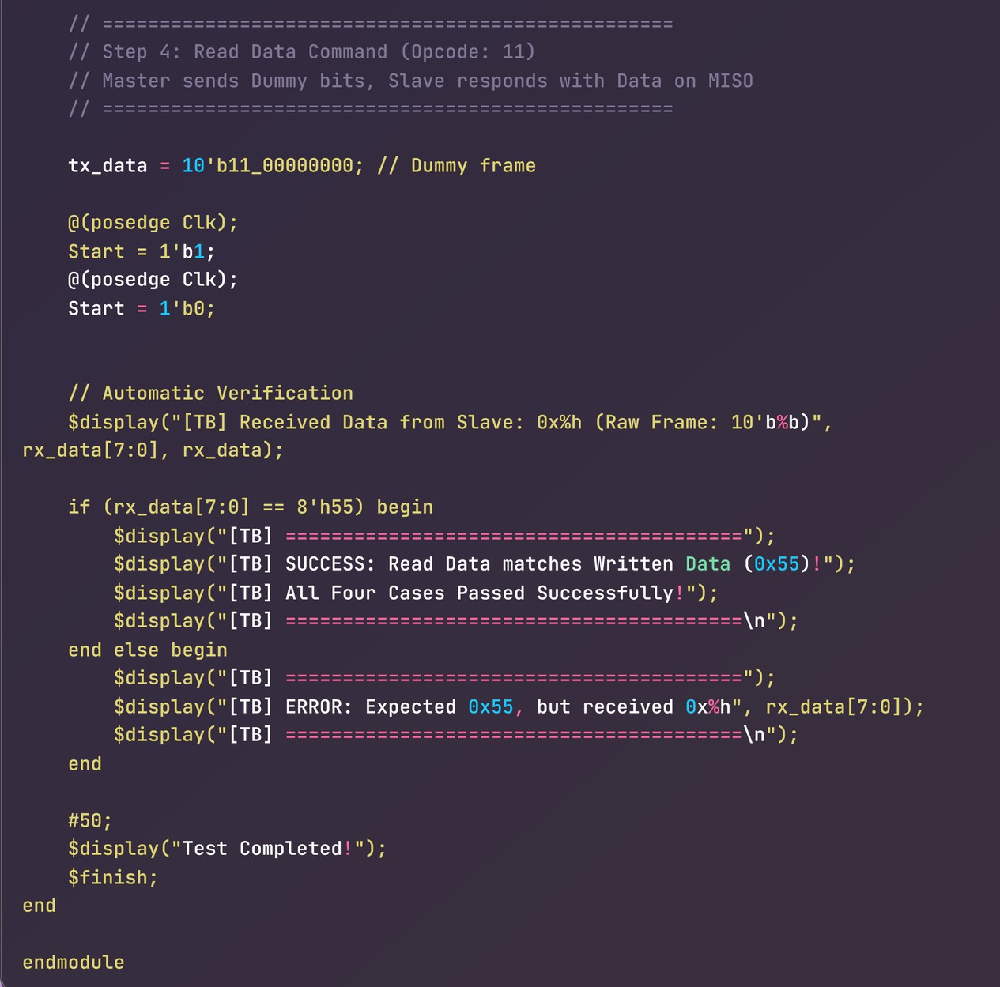 // ==================================================
// Step 4: Read Data Command (Opcode: 11)
// Master sends Dummy bits, Slave responds with Data on MISO
// ==================================================
tx_data = 10'b11_00000000; // Dummy frame
@(posedge Clk);
Start = 1'b1;
@(posedge Clk);
Start = 1'b0;
// Automatic Verification
$display("[TB] Received Data from Slave: 0x%h (Raw Frame: 10'b%b)",
rx_data[7:0], rx_data);
if (rx_data[7:0] == 8'h55) begin
$display("[TB] ========================================");
$display("[TB] SUCCESS: Read Data matches Written Data (0x55)!");
$display("[TB] All Four Cases Passed Successfully!");
$display("[TB] ========================================\n");
end else begin
$display("[TB] ========================================");
$display("[TB] ERROR: Expected 0x55, but received 0x%h", rx_data[7:0]);
$display("[TB] ========================================\n");
end
#50;
$display("Test Completed!");
$finish;
end
endmodule